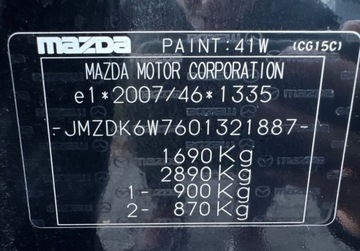 mazda PAINT:41W (CG15C)
MAZDA MOTOR CORPORATION
e1*2007/46*1335
-JMZDK6W7601321887-
1690 Kg
2890 Kg
1- 900 Kg
2- 870 Kg